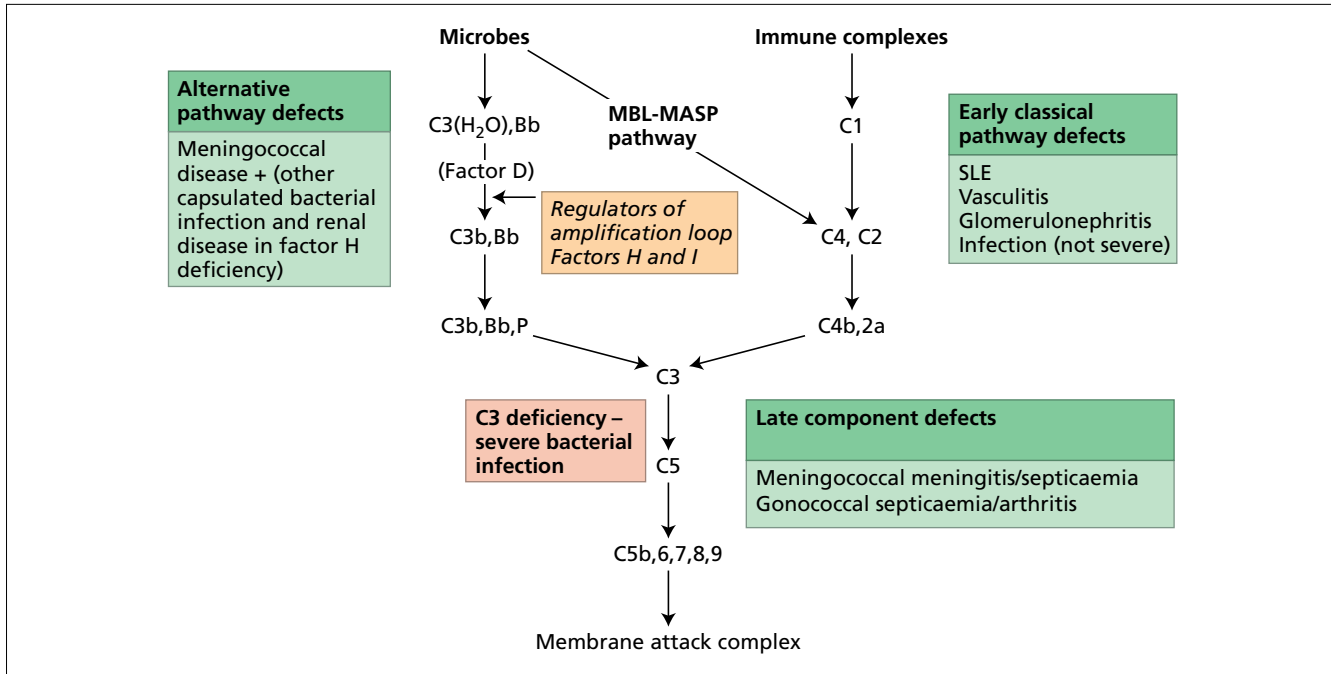 Microbes
Immune complexes
Alternative
pathway defects
Meningococcal
disease + (other
capsulated bacterial
infection and renal
disease in factor H
deficiency)
C3(H₂O),Bb
(Factor D)
MBL-MASP
pathway
C1
Early classical
pathway defects
SLE
Vasculitis
Glomerulonephritis
Infection (not severe)
Regulators of
amplification loop
Factors H and I
C3b,Bb
C4, C2
C3b,Bb,P
C4b,2a
C3
C3 deficiency –
severe bacterial
infection
C5
Late component defects
Meningococcal meningitis/septicaemia
Gonococcal septicaemia/arthritis
C5b,6,7,8,9
Membrane attack complex